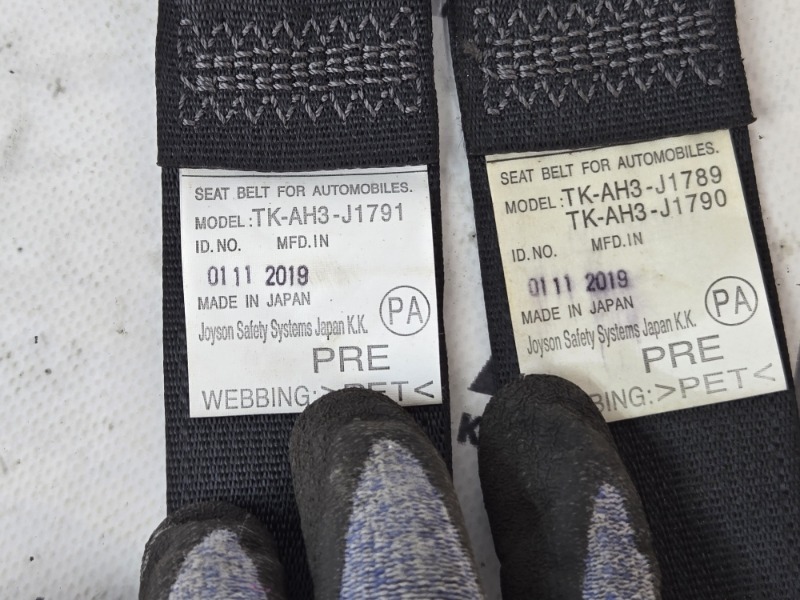 SEAT BELT FOR AUTOMOBILES.
MODEL:TK-AH3-J1791
ID.NO. MFD.IN
0111 2019
MADE IN JAPAN
Joyson Safety Systems Japan K.K.
PA
PRE
WEBBING:>PET<
SEAT BELT FOR AUTOMOBILES.
MODEL:TK-AH3-J1789
TK-AH3-J1790
ID.NO. MFD.IN
0111 2019
MADE IN JAPAN
Joyson Safety Systems Japan K.K.
PA
PRE
BING:>PET<